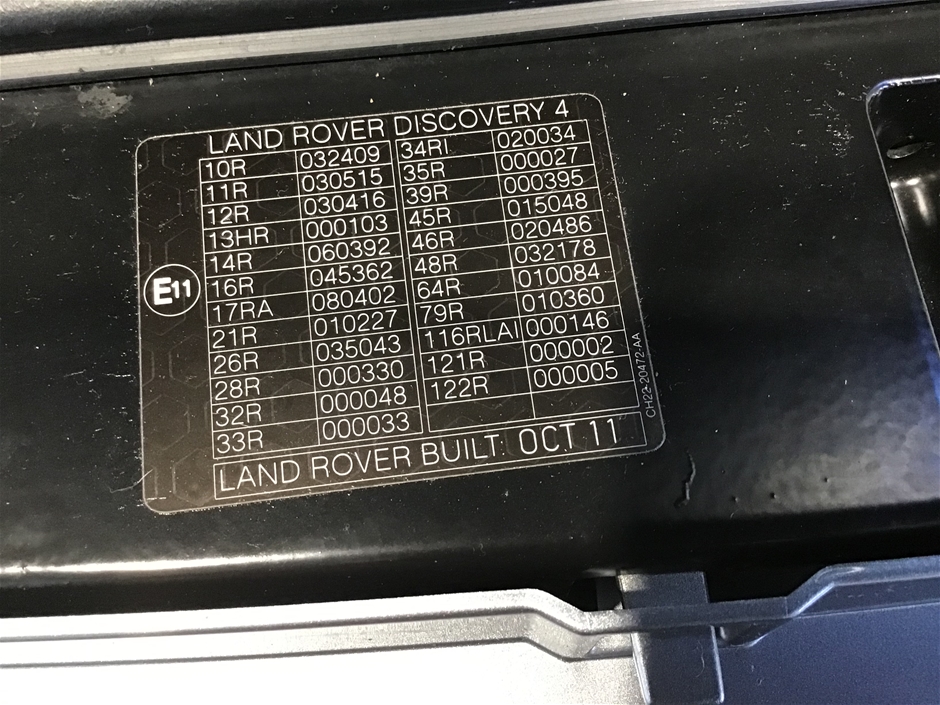 LAND ROVER DISCOVERY 4
10R 032409 34RI 020034
11R 030515 35R 000027
12R 030416 39R 000395
13HR 000103 45R 015048
14R 060392 46R 020486
16R 045362 48R 032178
17RA 080402 64R 010084
21R 010227 79R 010360
26R 035043 116RLAI 000146
28R 000330 121R 000002
32R 000048 122R 000005
33R 000033
E11
LAND ROVER BUILT: OCT 11
CH22-20472-AA